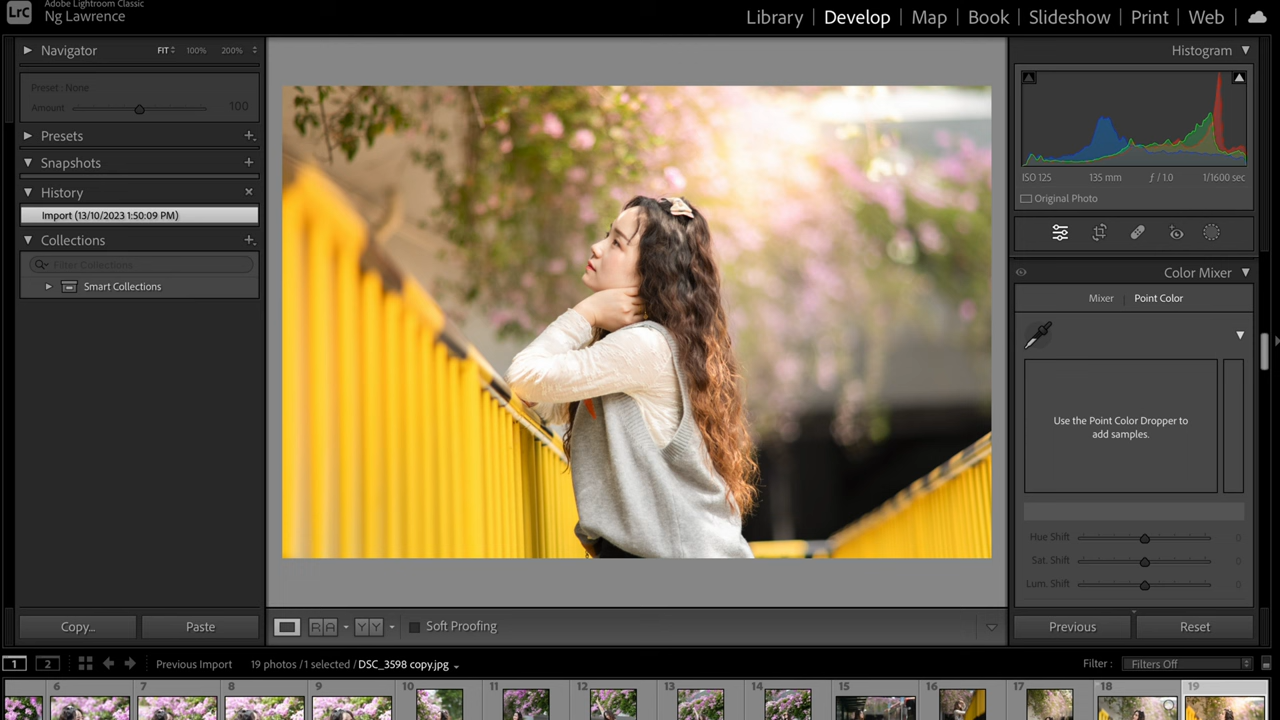 LrC
Adobe Lightroom Classic
Ng Lawrence
Library | Develop | Map | Book | Slideshow | Print | Web
Navigator FIT 100% 200%
Preset : None
Amount 100
Presets
Snapshots
History
Import (13/10/2023 1:50:09 PM)
Collections
Filter Collections
Smart Collections
Copy... Paste
R A Y Y Soft Proofing
Histogram
ISO 125 135 mm ƒ / 1.0 1/1600 sec
Original Photo
Color Mixer
Mixer | Point Color
Use the Point Color Dropper to
add samples.
Hue Shift 0
Sat. Shift 0
Lum. Shift 0
Previous Reset
1 2 Previous Import 19 photos / 1 selected / DSC_3598 copy.jpg Filter : Filters Off
6 7 8 9 10 11 12 13 14 15 16 17 18 19